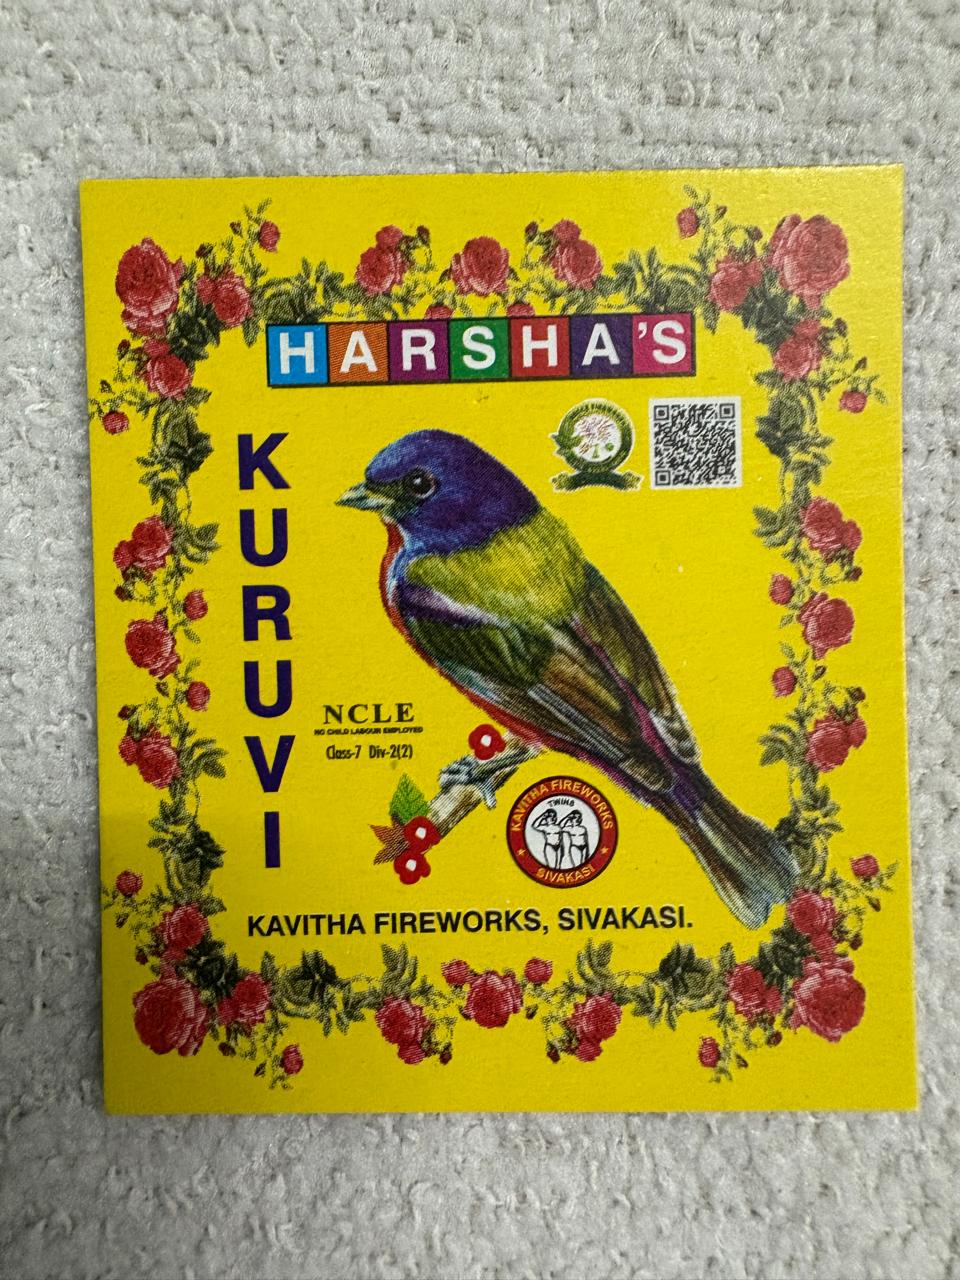 HARSHA'S
KURUVI
NCLE
NO CHILD LABOUR EMPLOYED
Class-7 Div-2(2)
KAVITHA FIREWORKS
TWINS
SIVAKASI
KAVITHA FIREWORKS, SIVAKASI.